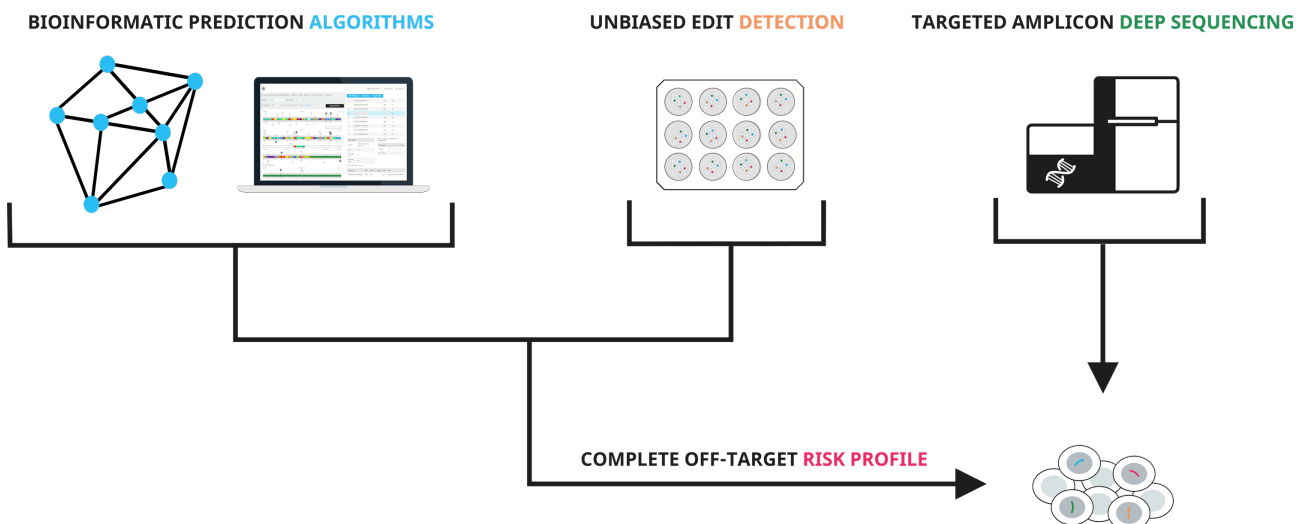 BIOINFORMATIC PREDICTION ALGORITHMS
UNBIASED EDIT DETECTION
TARGETED AMPLICON DEEP SEQUENCING
COMPLETE OFF-TARGET RISK PROFILE